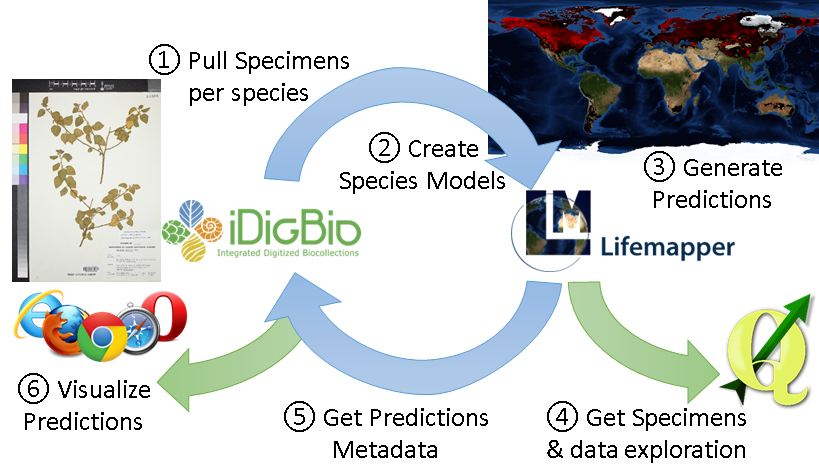 ① Pull Specimens
per species
② Create
Species Models
③ Generate
Predictions
iDigBio
Integrated Digitized Biocollections
LM
Lifemapper
⑥ Visualize
Predictions
⑤ Get Predictions
Metadata
④ Get Specimens
& data exploration